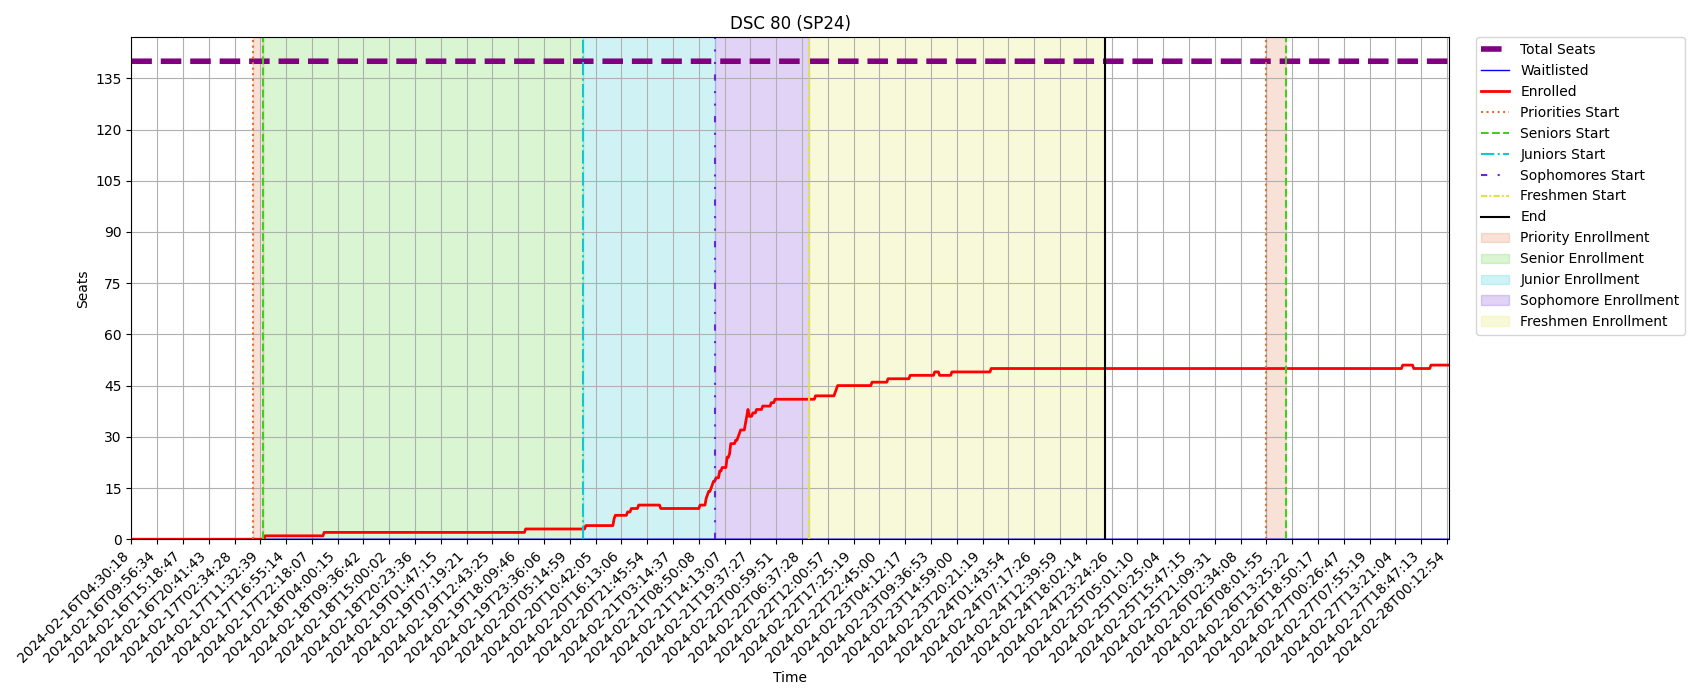 DSC 80 (SP24)
Total Seats
Waitlisted
Enrolled
Priorities Start
Seniors Start
Juniors Start
Sophomores Start
Freshmen Start
End
Priority Enrollment
Senior Enrollment
Junior Enrollment
Sophomore Enrollment
Freshmen Enrollment
Seats
135
120
105
90
75
60
45
30
15
0
2024-02-16T04:30:18
2024-02-16T09:56:34
2024-02-16T15:18:47
2024-02-16T20:41:43
2024-02-17T02:34:28
2024-02-17T11:32:39
2024-02-17T16:55:14
2024-02-17T22:18:07
2024-02-18T04:00:15
2024-02-18T09:36:42
2024-02-18T15:00:02
2024-02-18T20:23:36
2024-02-19T01:47:15
2024-02-19T07:19:21
2024-02-19T12:43:25
2024-02-19T18:09:46
2024-02-19T23:36:06
2024-02-20T05:14:59
2024-02-20T10:42:05
2024-02-20T16:13:06
2024-02-20T21:45:54
2024-02-21T03:14:37
2024-02-21T08:50:08
2024-02-21T14:13:07
2024-02-21T19:37:27
2024-02-22T00:59:51
2024-02-22T06:37:28
2024-02-22T12:00:57
2024-02-22T17:25:19
2024-02-22T22:45:00
2024-02-23T04:12:17
2024-02-23T09:36:53
2024-02-23T14:59:00
2024-02-23T20:21:19
2024-02-24T01:43:54
2024-02-24T07:17:26
2024-02-24T12:39:59
2024-02-24T18:02:14
2024-02-24T23:24:26
2024-02-25T05:01:10
2024-02-25T10:25:04
2024-02-25T15:47:15
2024-02-25T21:09:31
2024-02-26T02:34:08
2024-02-26T08:01:55
2024-02-26T13:25:22
2024-02-26T18:50:17
2024-02-27T00:26:47
2024-02-27T07:55:19
2024-02-27T13:21:04
2024-02-27T18:47:13
2024-02-28T00:12:54
Time